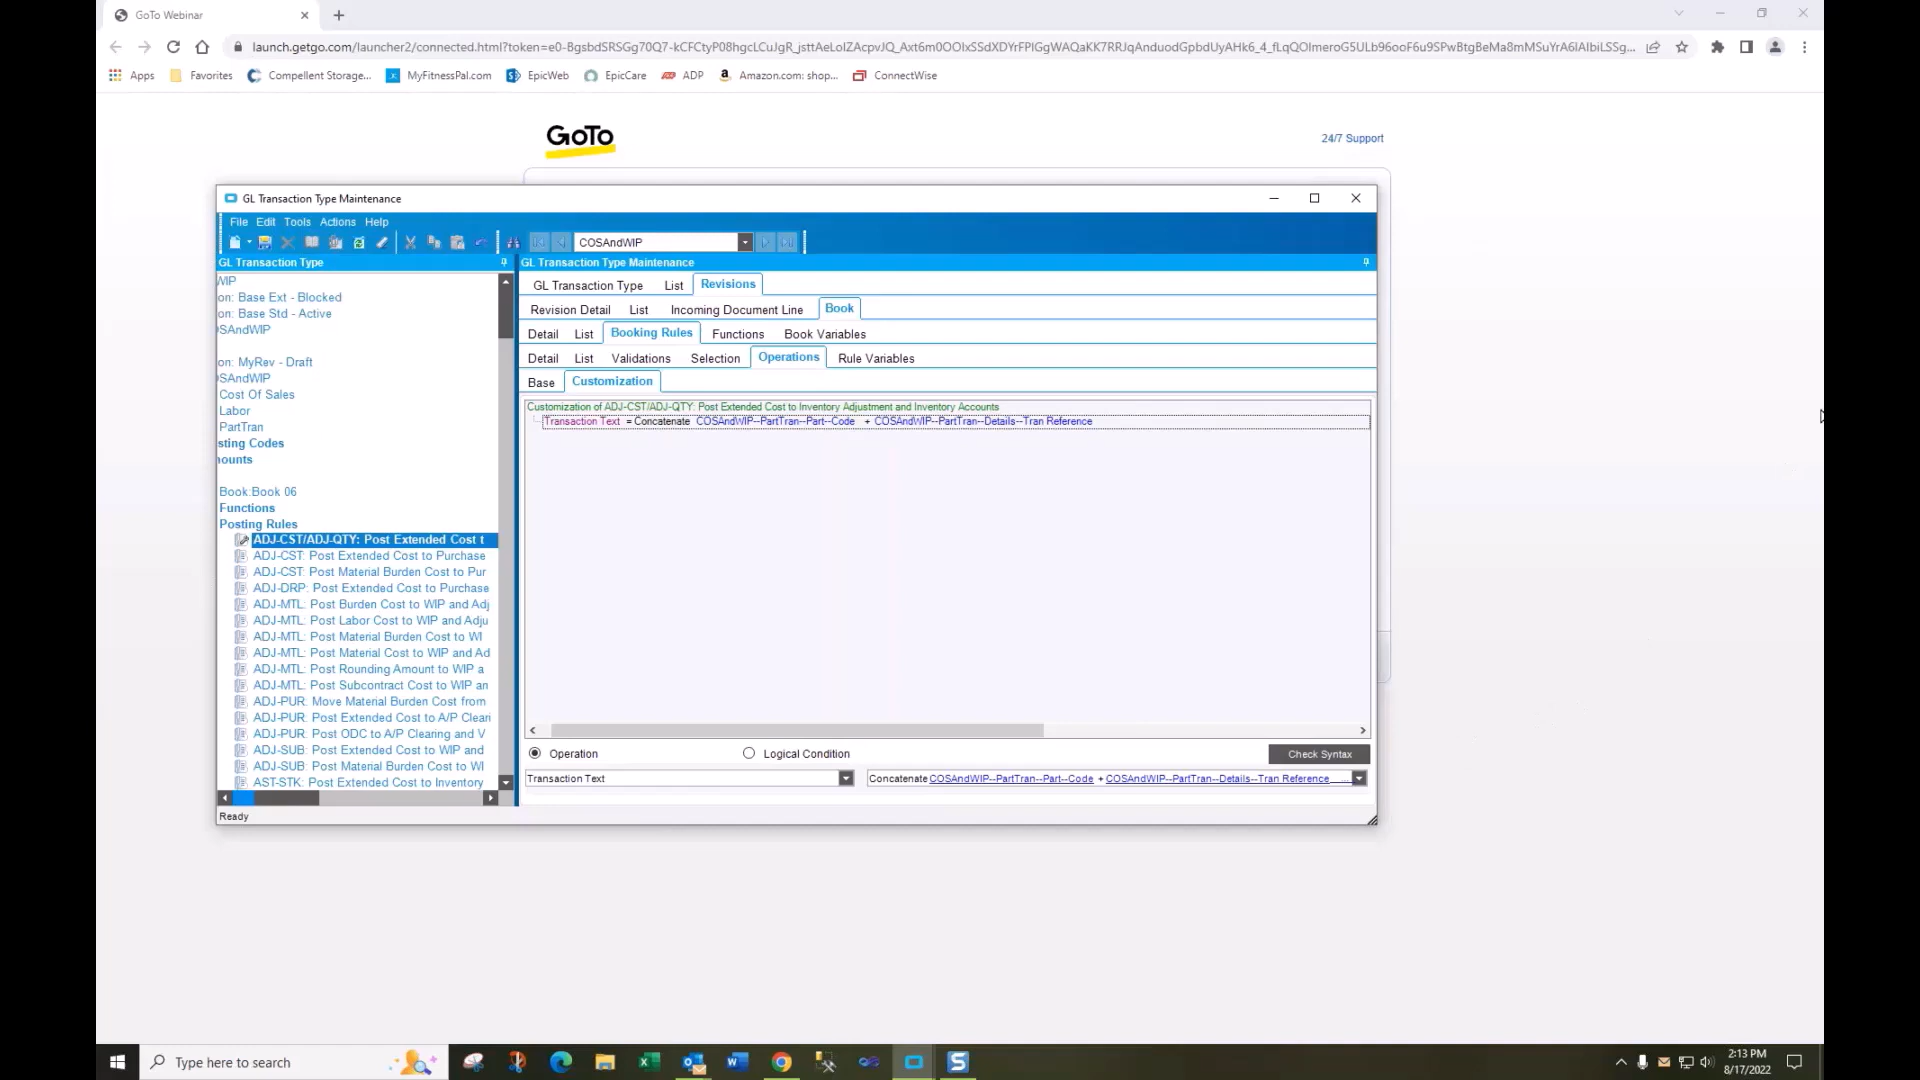 GoTo Webinar
launch.getgo.com/launcher2/connected.html?token=e0-BgsbdSRSGg70Q7-kCFCtyP08hgcLCuJgR_jsttAeLoIZAcpvJQ_Axt6m0OOIxSSdXDYrFPIGgWAQaKK7RRJqAnduodGpbdUyAHk6_4_fLqQOImeroG5ULb96ooF6u9SPwBtgBeMa8mMSuYrA6IAIbiLSSg...
Apps Favorites Compellent Storage... MyFitnessPal.com EpicWeb EpicCare ADP Amazon.com: shop... ConnectWise
GoTo
24/7 Support
GL Transaction Type Maintenance
File Edit Tools Actions Help
COSAndWIP
GL Transaction Type
GL Transaction Type Maintenance
GL Transaction Type List Revisions
Revision Detail List Incoming Document Line Book
Detail List Booking Rules Functions Book Variables
Detail List Validations Selection Operations Rule Variables
Base Customization
Customization of ADJ-CST/ADJ-QTY: Post Extended Cost to Inventory Adjustment and Inventory Accounts
Transaction Text = Concatenate COSAndWIP--PartTran--Part--Code + COSAndWIP--PartTran--Details--Tran Reference
WIP
on: Base Ext - Blocked
on: Base Std - Active
OSAndWIP
on: MyRev - Draft
OSAndWIP
Cost Of Sales
Labor
PartTran
sting Codes
nounts
Book:Book 06
Functions
Posting Rules
ADJ-CST/ADJ-QTY: Post Extended Cost t
ADJ-CST: Post Extended Cost to Purchase
ADJ-CST: Post Material Burden Cost to Pur
ADJ-DRP: Post Extended Cost to Purchase
ADJ-MTL: Post Burden Cost to WIP and Adj
ADJ-MTL: Post Labor Cost to WIP and Adju
ADJ-MTL: Post Material Burden Cost to WI
ADJ-MTL: Post Material Cost to WIP and Ad
ADJ-MTL: Post Rounding Amount to WIP a
ADJ-MTL: Post Subcontract Cost to WIP an
ADJ-PUR: Move Material Burden Cost from
ADJ-PUR: Post Extended Cost to A/P Cleari
ADJ-PUR: Post ODC to A/P Clearing and V
ADJ-SUB: Post Extended Cost to WIP and
ADJ-SUB: Post Material Burden Cost to WI
AST-STK: Post Extended Cost to Inventory
Operation Logical Condition Check Syntax
Transaction Text Concatenate COSAndWIP--PartTran--Part--Code + COSAndWIP--PartTran--Details--Tran Reference ...
Ready
Type here to search
2:13 PM
8/17/2022